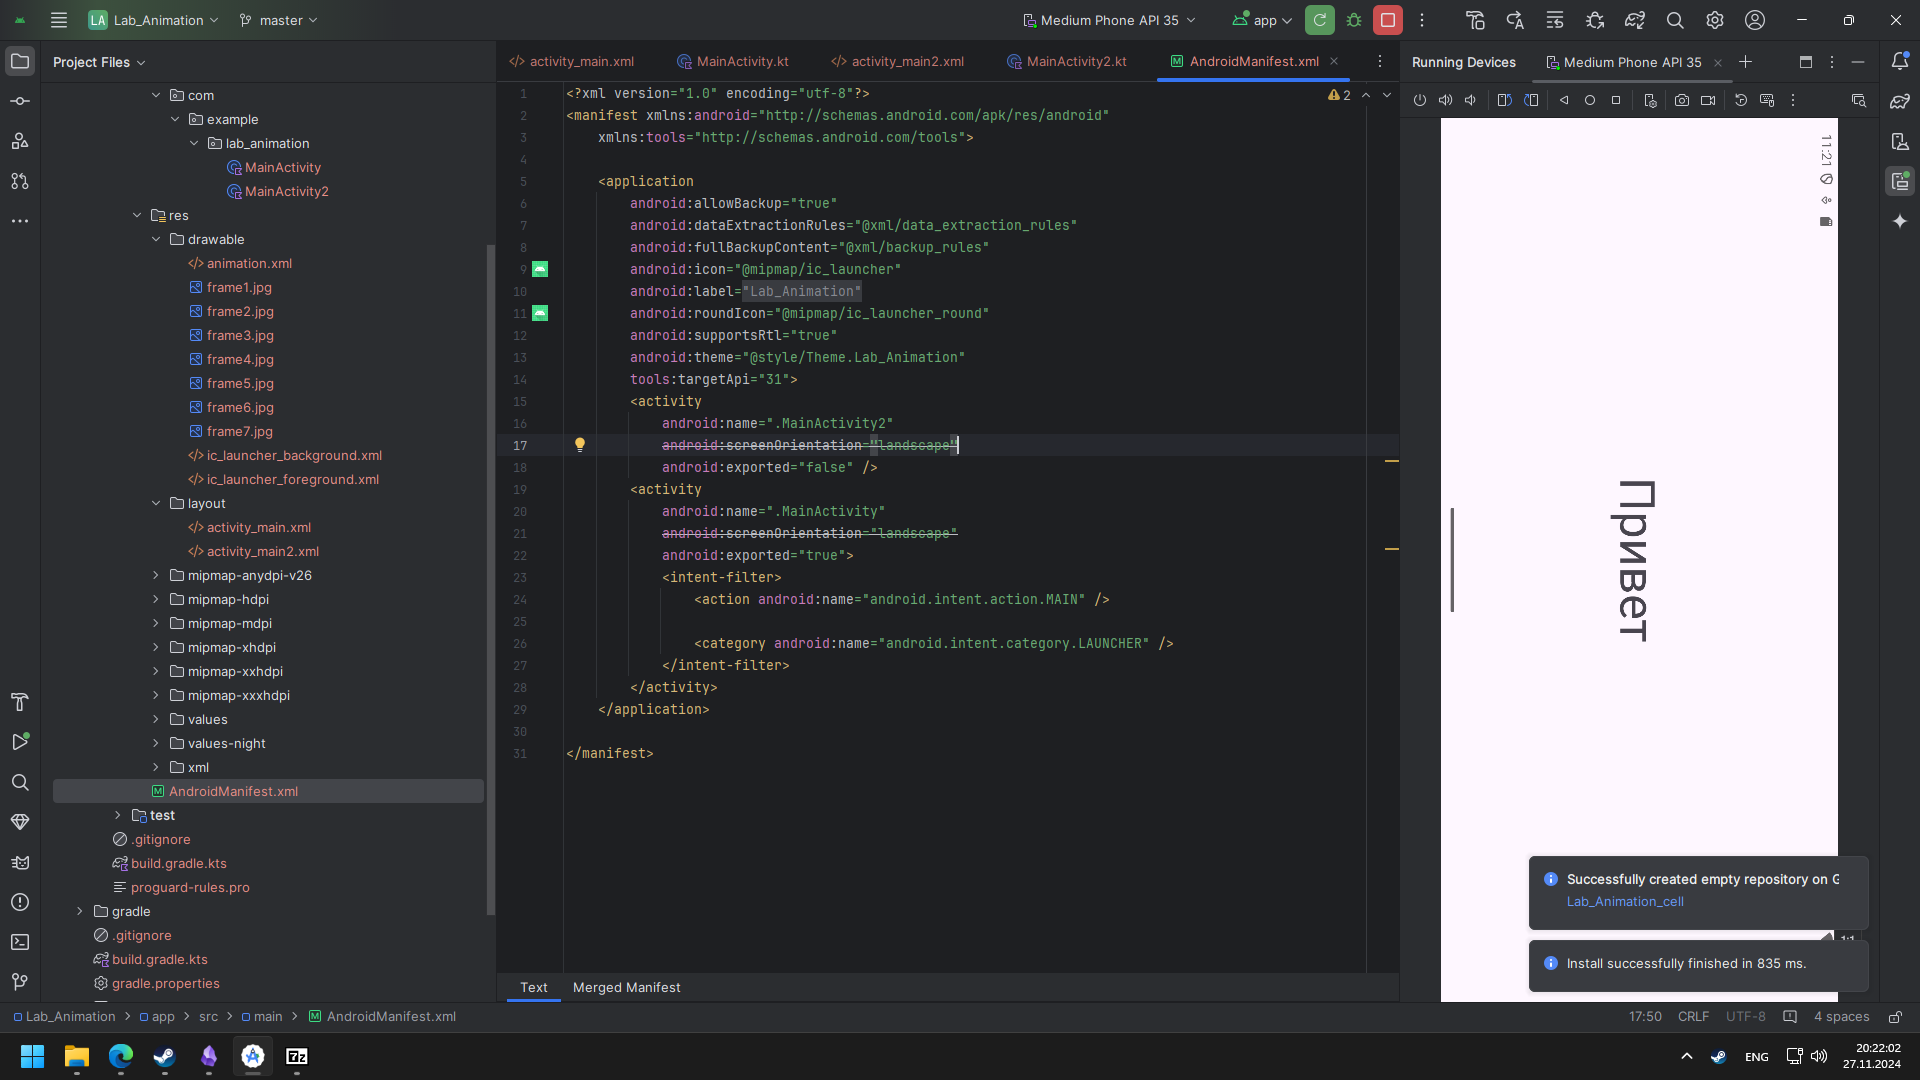 LA Lab_Animation master Medium Phone API 35 app
Project Files
com
example
lab_animation
MainActivity
MainActivity2
res
drawable
animation.xml
frame1.jpg
frame2.jpg
frame3.jpg
frame4.jpg
frame5.jpg
frame6.jpg
frame7.jpg
ic_launcher_background.xml
ic_launcher_foreground.xml
layout
activity_main.xml
activity_main2.xml
mipmap-anydpi-v26
mipmap-hdpi
mipmap-mdpi
mipmap-xhdpi
mipmap-xxhdpi
mipmap-xxxhdpi
values
values-night
xml
AndroidManifest.xml
test
.gitignore
build.gradle.kts
proguard-rules.pro
gradle
.gitignore
build.gradle.kts
gradle.properties
activity_main.xml MainActivity.kt activity_main2.xml MainActivity2.kt AndroidManifest.xml
2
1 <?xml version="1.0" encoding="utf-8"?>
2 <manifest xmlns:android="http://schemas.android.com/apk/res/android"
3 xmlns:tools="http://schemas.android.com/tools">
4
5 <application
6 android:allowBackup="true"
7 android:dataExtractionRules="@xml/data_extraction_rules"
8 android:fullBackupContent="@xml/backup_rules"
9 android:icon="@mipmap/ic_launcher"
10 android:label="Lab_Animation"
11 android:roundIcon="@mipmap/ic_launcher_round"
12 android:supportsRtl="true"
13 android:theme="@style/Theme.Lab_Animation"
14 tools:targetApi="31">
15 <activity
16 android:name=".MainActivity2"
17 android:screenOrientation="landscape"
18 android:exported="false" />
19 <activity
20 android:name=".MainActivity"
21 android:screenOrientation="landscape"
22 android:exported="true">
23 <intent-filter>
24 <action android:name="android.intent.action.MAIN" />
25
26 <category android:name="android.intent.category.LAUNCHER" />
27 </intent-filter>
28 </activity>
29 </application>
30
31 </manifest>
Text Merged Manifest
Running Devices Medium Phone API 35
11:21
Привет
Successfully created empty repository on G
Lab_Animation_cell
Install successfully finished in 835 ms.
Lab_Animation > app > src > main > AndroidManifest.xml
17:50 CRLF UTF-8 4 spaces
7z
ENG
20:22:02
27.11.2024